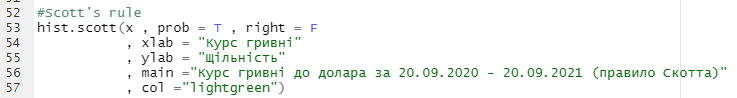 52 #Scott's rule
53 hist.scott(x , prob = T , right = F
54 , xlab = "Курс гривні"
55 , ylab = "Щільність"
56 , main ="Курс гривні до долара за 20.09.2020 - 20.09.2021 (правило Скотта)"
57 , col ="lightgreen")